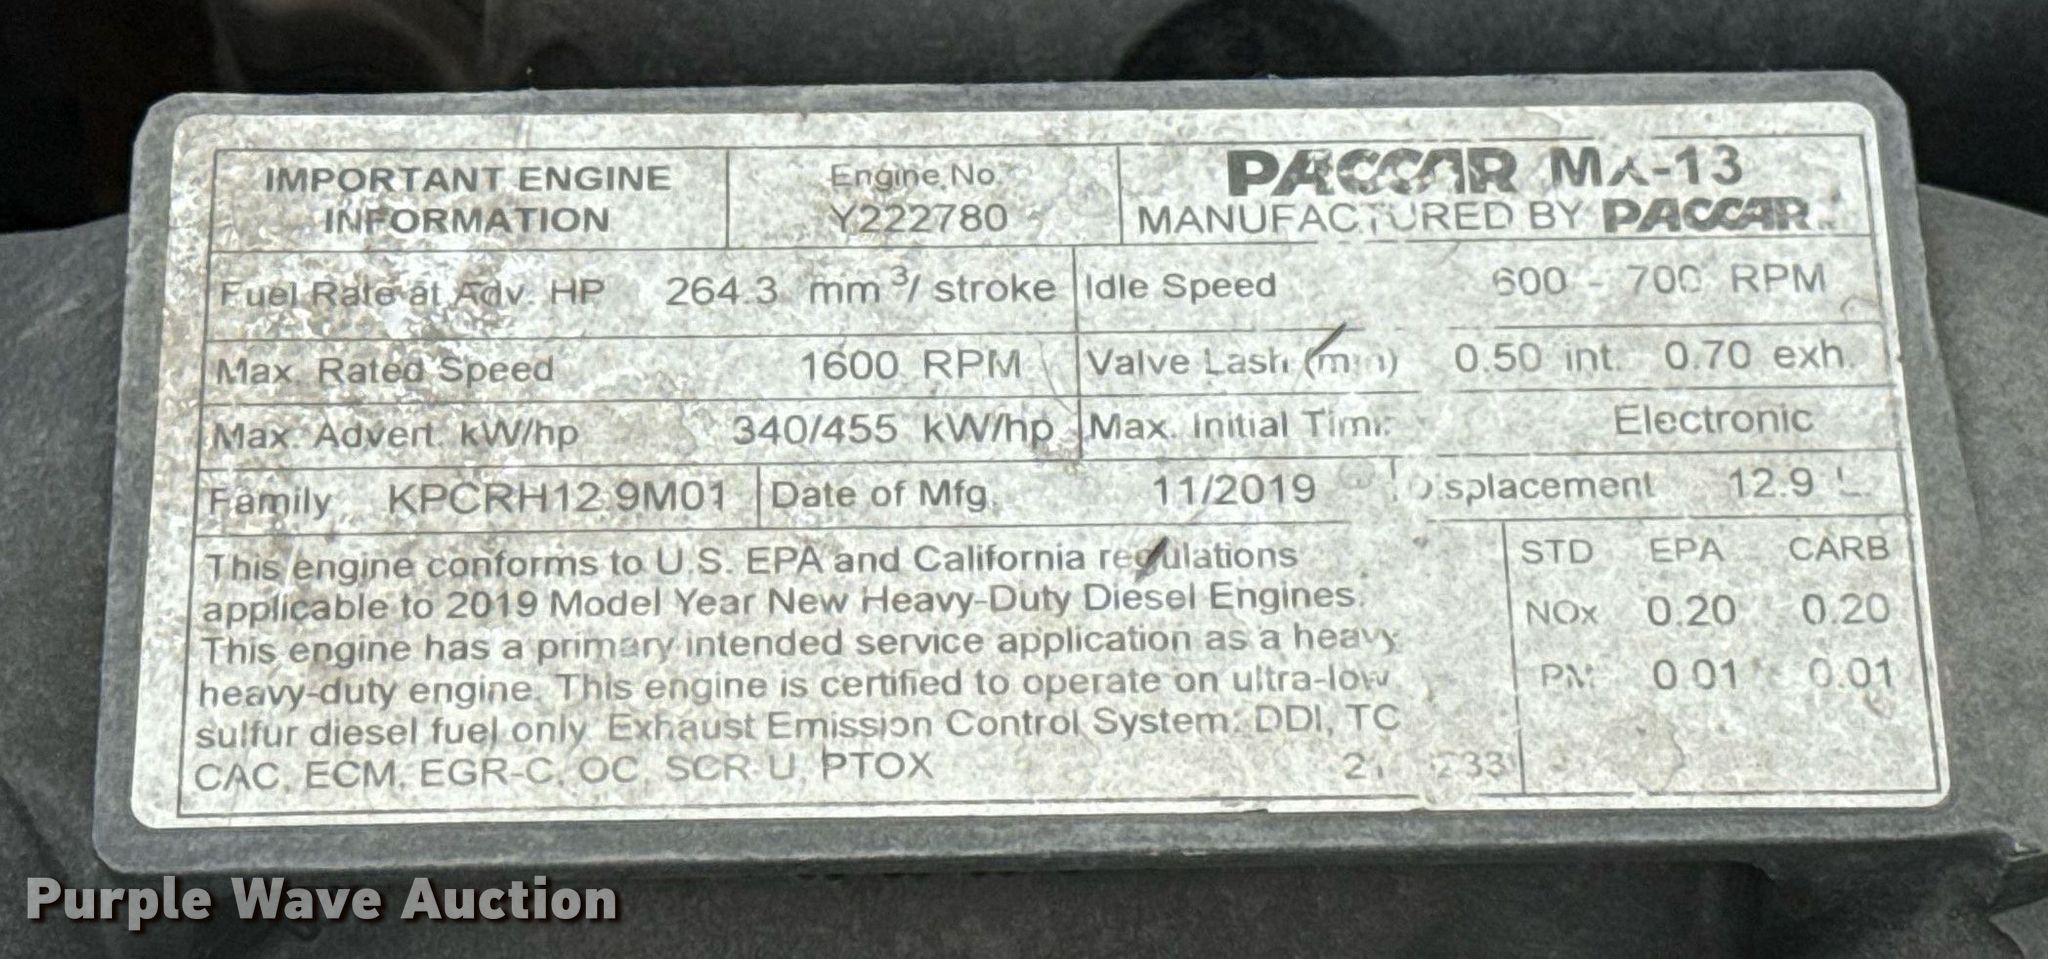 IMPORTANT ENGINE
INFORMATION
Engine No.
Y222780
PACCAR MX-13
MANUFACTURED BY PACCAR
Fuel Rate at Adv. HP 264.3 mm3/ stroke
Idle Speed 600 - 700 RPM
Max. Rated Speed 1600 RPM
Valve Lash (mm) 0.50 int. 0.70 exh.
Max. Advert. kW/hp 340/455 kW/hp
Max. Initial Electronic
Family KPCRH12.9M01
Date of Mfg. 11/2019
Displacement 12.9 L
This engine conforms to U.S. EPA and California regulations
applicable to 2019 Model Year New Heavy-Duty Diesel Engines.
This engine has a primary intended service application as a heavy
heavy-duty engine. This engine is certified to operate on ultra-low
sulfur diesel fuel only. Exhaust Emission Control System: DDI, TC
CAC, ECM, EGR-C, OC, SCR-U, PTOX
STD EPA CARB
NOx 0.20 0.20
PM 0.01 0.01
Purple Wave Auction